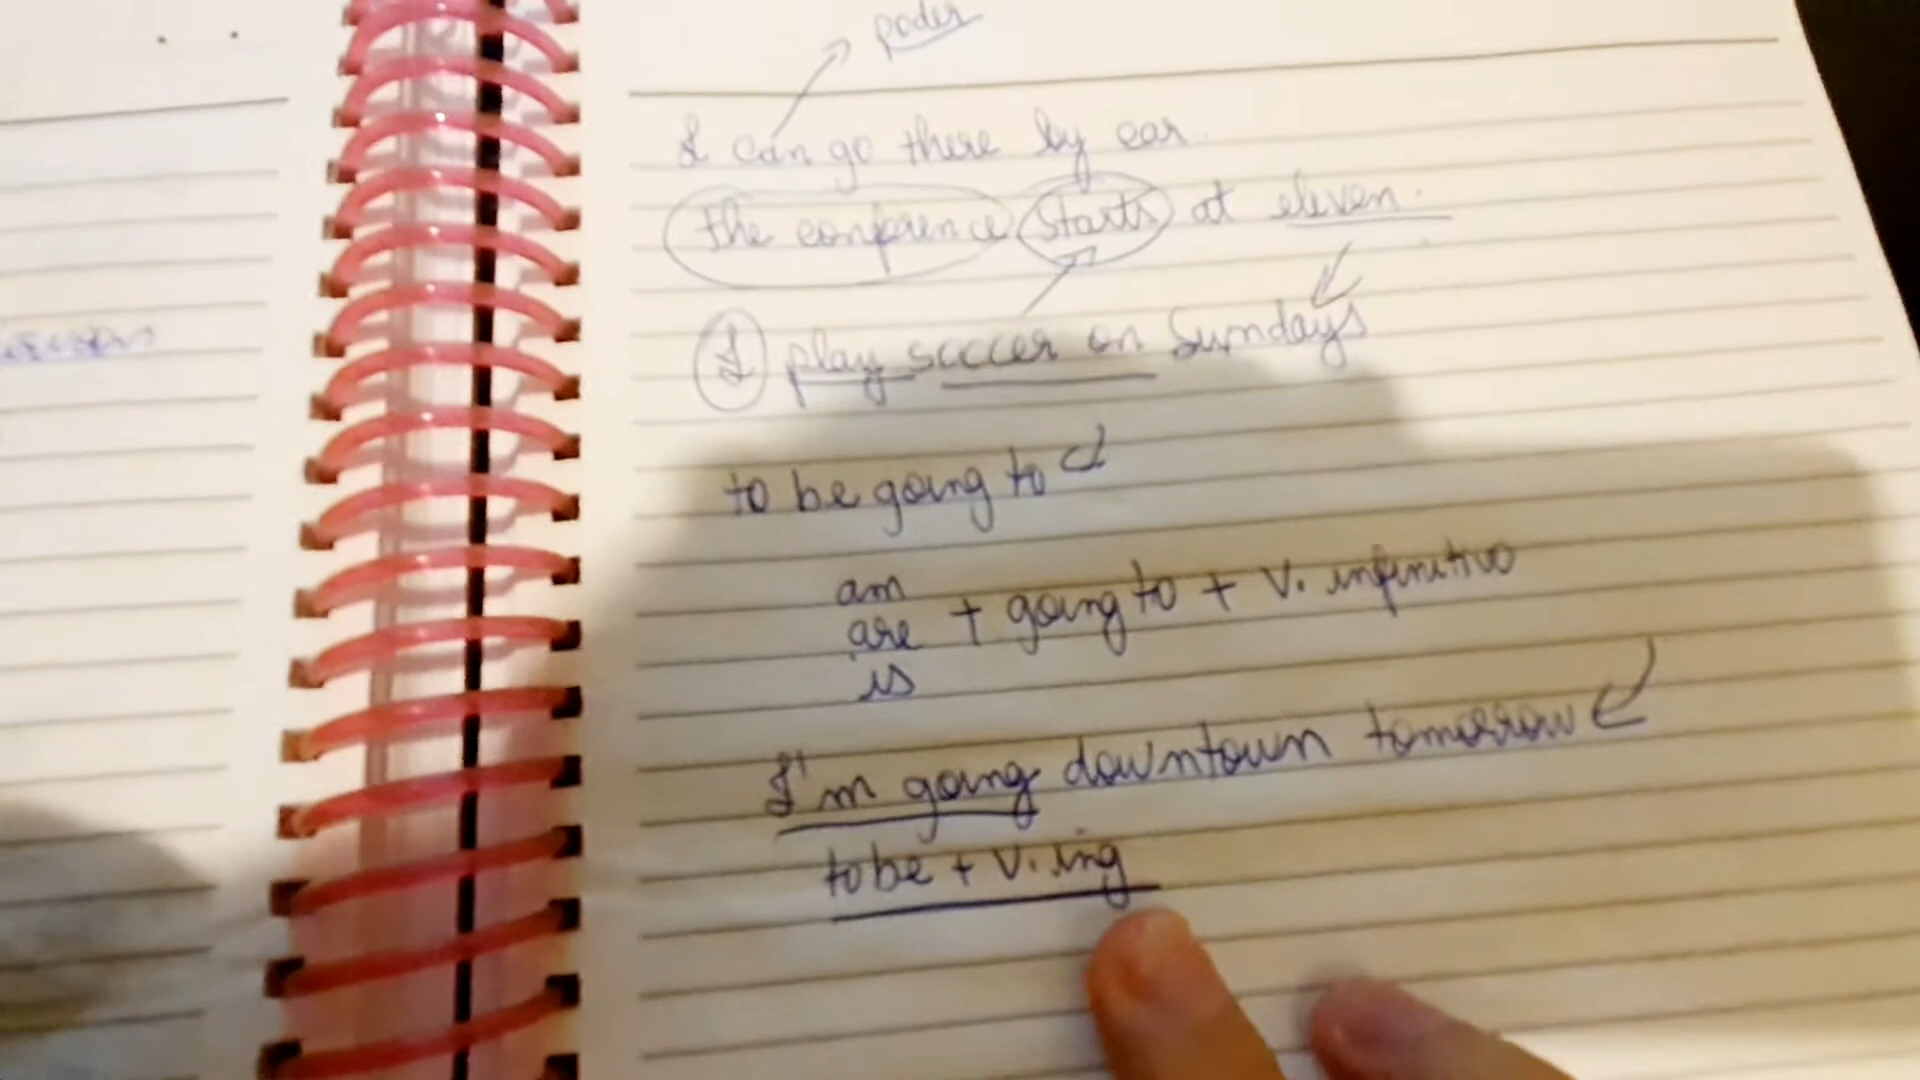 poder
I can go there by car.
the conference starts at eleven.
I play soccer on Sundays
to be going to
am
are + going to + v. infinitivo
is
I'm going downtown tomorrow
to be + v. ing